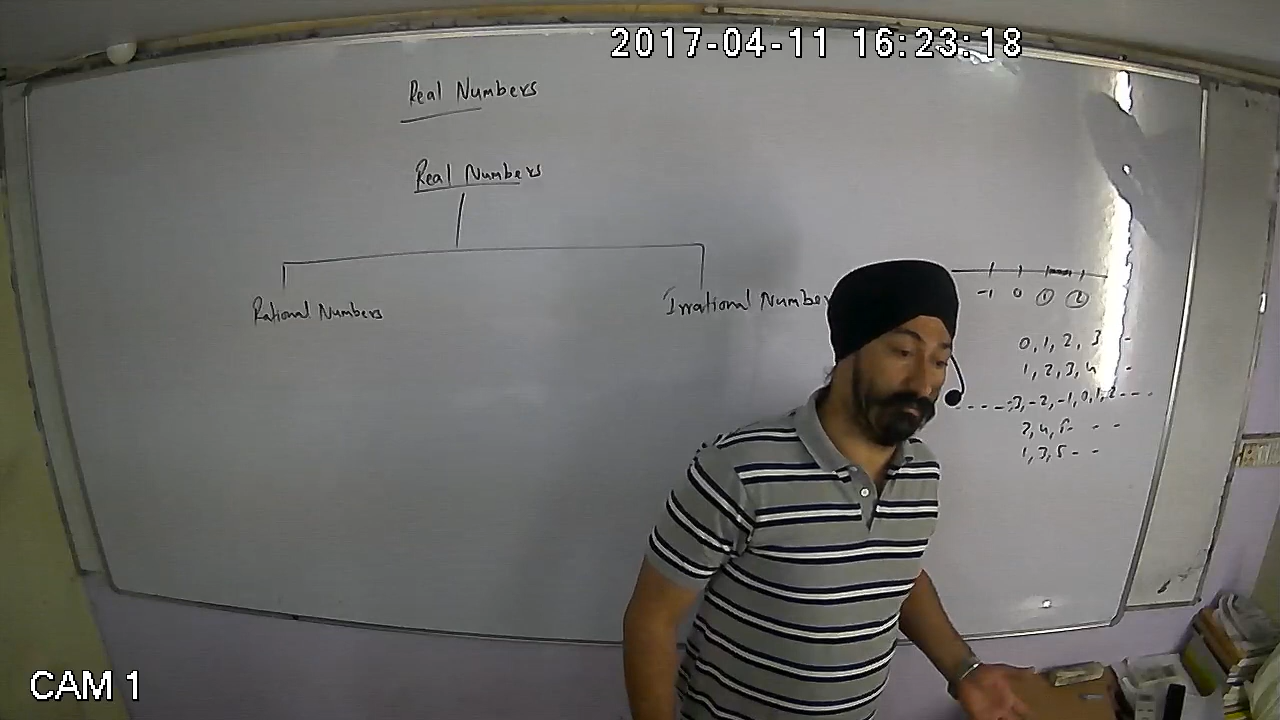 2017-04-11 16:23:18
Real Numbers
Real Numbers
Rational Numbers
Irrational Number
-1 0 1 2
0, 1, 2, 3 -
1, 2, 3, 4 -
- - - - -3, -2, -1, 0, 1, 2 - - -
2, 4, 6 - - -
1, 3, 5 - -
CAM 1